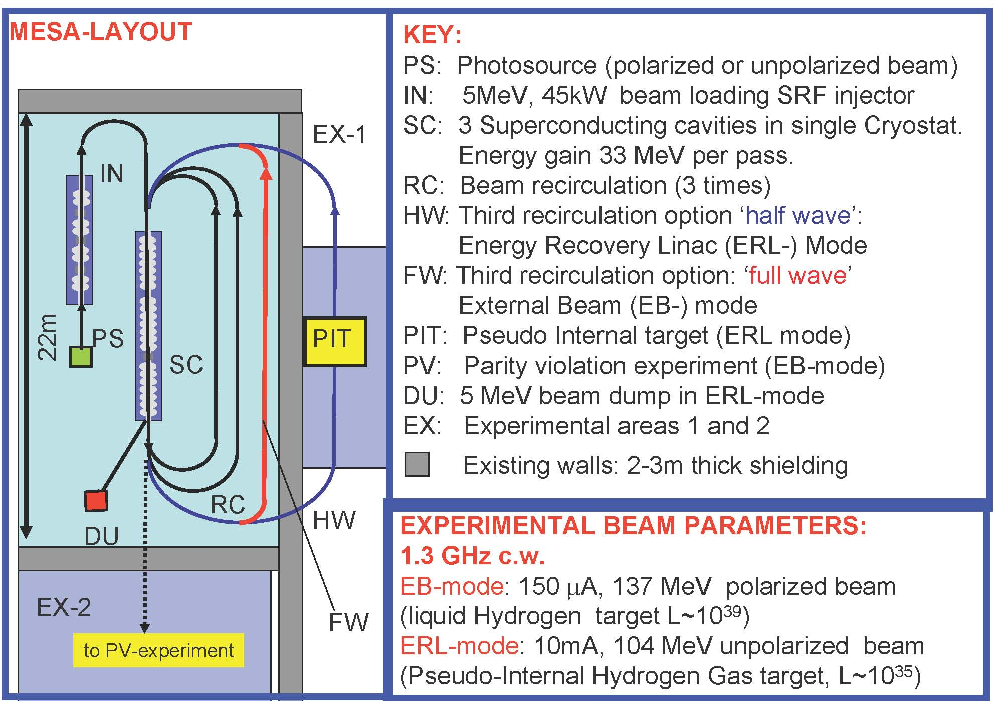 MESA-LAYOUT
EX-1
IN
22m
PS
SC
PIT
RC
HW
DU
EX-2
FW
to PV-experiment
KEY:
PS: Photosource (polarized or unpolarized beam)
IN: 5MeV, 45kW beam loading SRF injector
SC: 3 Superconducting cavities in single Cryostat.
Energy gain 33 MeV per pass.
RC: Beam recirculation (3 times)
HW: Third recirculation option ‘half wave’:
Energy Recovery Linac (ERL-) Mode
FW: Third recirculation option: ‘full wave’
External Beam (EB-) mode
PIT: Pseudo Internal target (ERL mode)
PV: Parity violation experiment (EB-mode)
DU: 5 MeV beam dump in ERL-mode
EX: Experimental areas 1 and 2
Existing walls: 2-3m thick shielding
EXPERIMENTAL BEAM PARAMETERS:
1.3 GHz c.w.
EB-mode: 150 μA, 137 MeV polarized beam
(liquid Hydrogen target L~10³⁹)
ERL-mode: 10mA, 104 MeV unpolarized beam
(Pseudo-Internal Hydrogen Gas target, L~10³⁵)